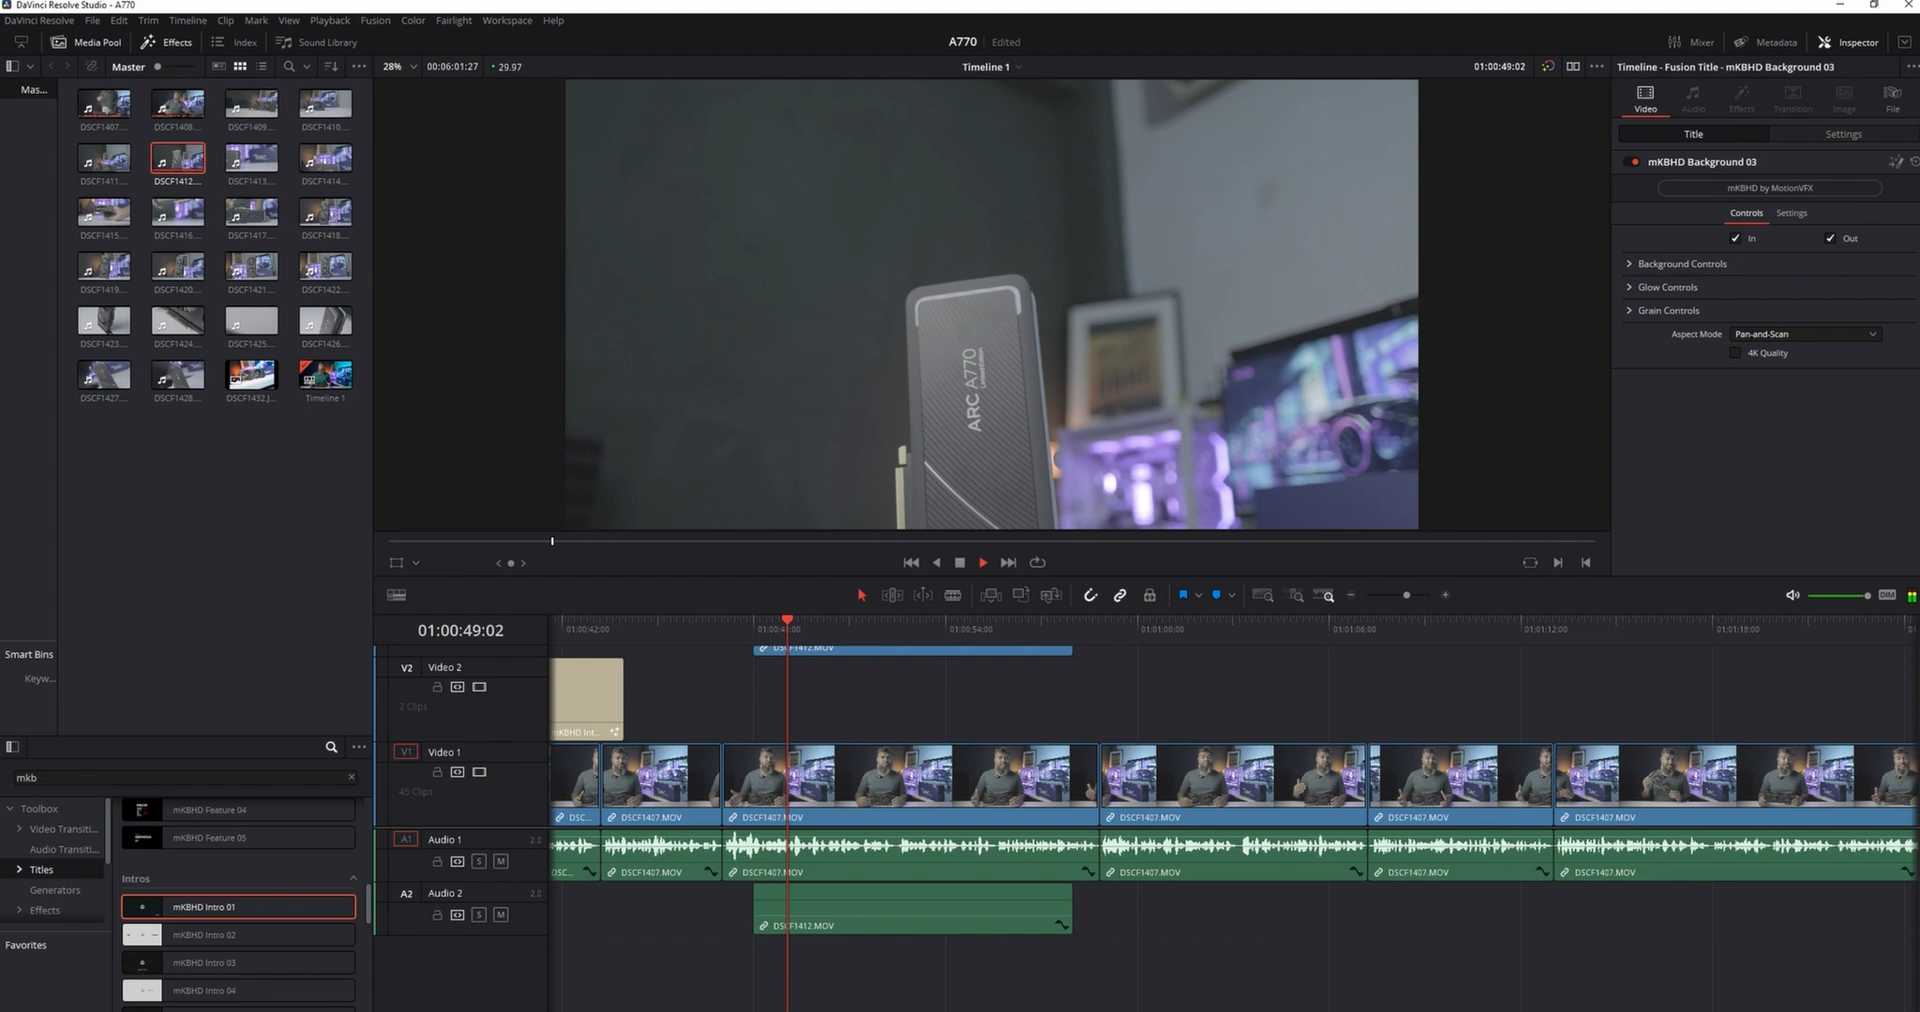 DaVinci Resolve Studio - A770
DaVinci Resolve File Edit Trim Timeline Clip Mark View Playback Fusion Color Fairlight Workspace Help
Media Pool Effects Index Sound Library A770 Edited Mixer Metadata Inspector
Master 28% 00:06:01:27 29.97 Timeline 1 01:00:49:02 Timeline - Fusion Title - mKBHD Background 03
Mas...
DSCF1407... DSCF1408... DSCF1409... DSCF1410...
DSCF1411... DSCF1412... DSCF1413... DSCF1414...
DSCF1415... DSCF1416... DSCF1417... DSCF1418...
DSCF1419... DSCF1420... DSCF1421... DSCF1422...
DSCF1423... DSCF1424... DSCF1425... DSCF1426...
DSCF1427... DSCF1428... DSCF1432.J... Timeline 1
ARC A770
Limited Edition
Video Audio Effects Transition Image File
Title Settings
mKBHD Background 03
mKBHD by MotionVFX
Controls Settings
In Out
Background Controls
Glow Controls
Grain Controls
Aspect Mode Pan-and-Scan
4K Quality
Smart Bins
Keyw...
mkb
Toolbox
Video Transiti...
Audio Transiti...
Titles
Generators
Effects
Favorites
mKBHD Feature 04
mKBHD Feature 05
Intros
mKBHD Intro 01
mKBHD Intro 02
mKBHD Intro 03
mKBHD Intro 04
DIM
01:00:49:02 01:00:42:00 01:00:54:00 01:01:00:00 01:01:06:00 01:01:12:00 01:01:18:00
DSCF1412.MOV
V2 Video 2
2 Clips
mKBHD Int...
V1 Video 1
45 Clips
DSC... DSCF1407.MOV DSCF1407.MOV DSCF1407.MOV DSCF1407.MOV DSCF1407.MOV
A1 Audio 1 2.0
S M
DSC... DSCF1407.MOV DSCF1407.MOV DSCF1407.MOV DSCF1407.MOV DSCF1407.MOV
A2 Audio 2 2.0
S M
DSCF1412.MOV